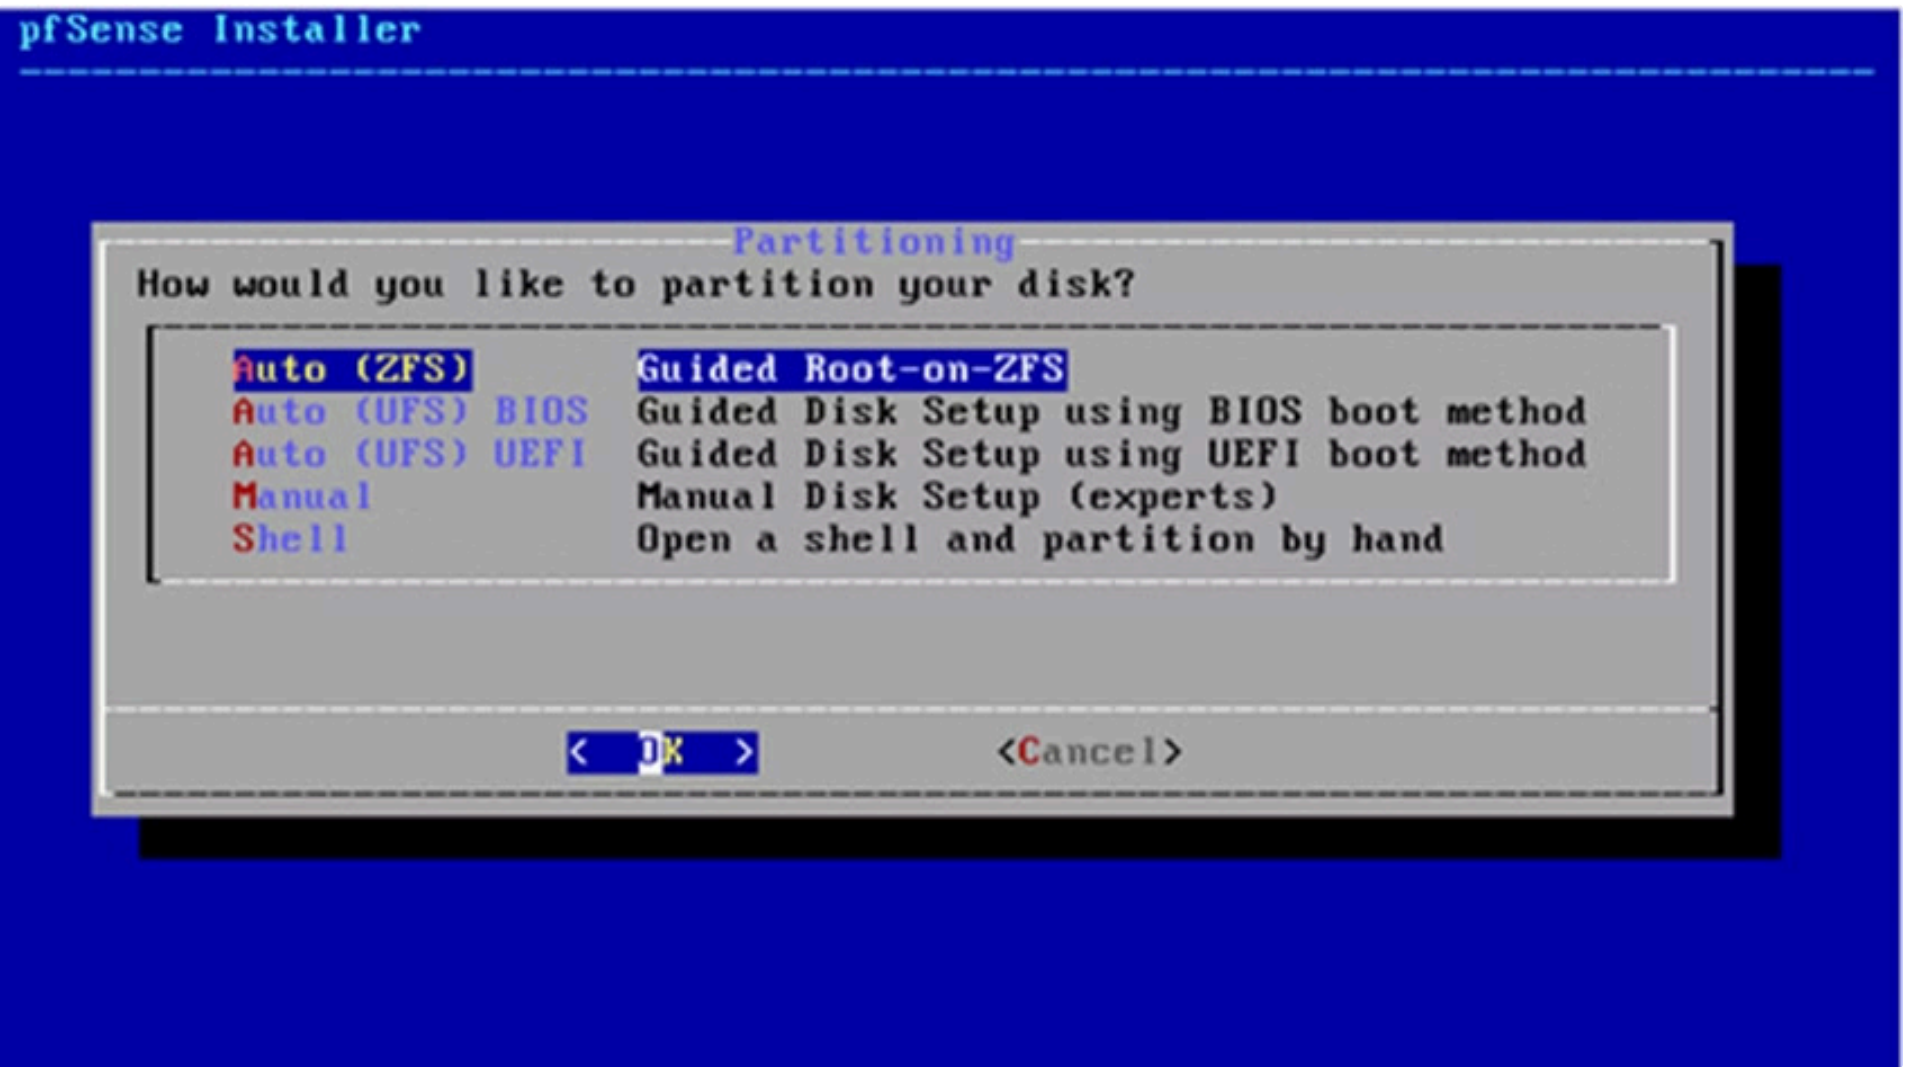 pfSense Installer
Partitioning
How would you like to partition your disk?
Auto (ZFS) Guided Root-on-ZFS
Auto (UFS) BIOS Guided Disk Setup using BIOS boot method
Auto (UFS) UEFI Guided Disk Setup using UEFI boot method
Manual Manual Disk Setup (experts)
Shell Open a shell and partition by hand
< OK > <Cancel>